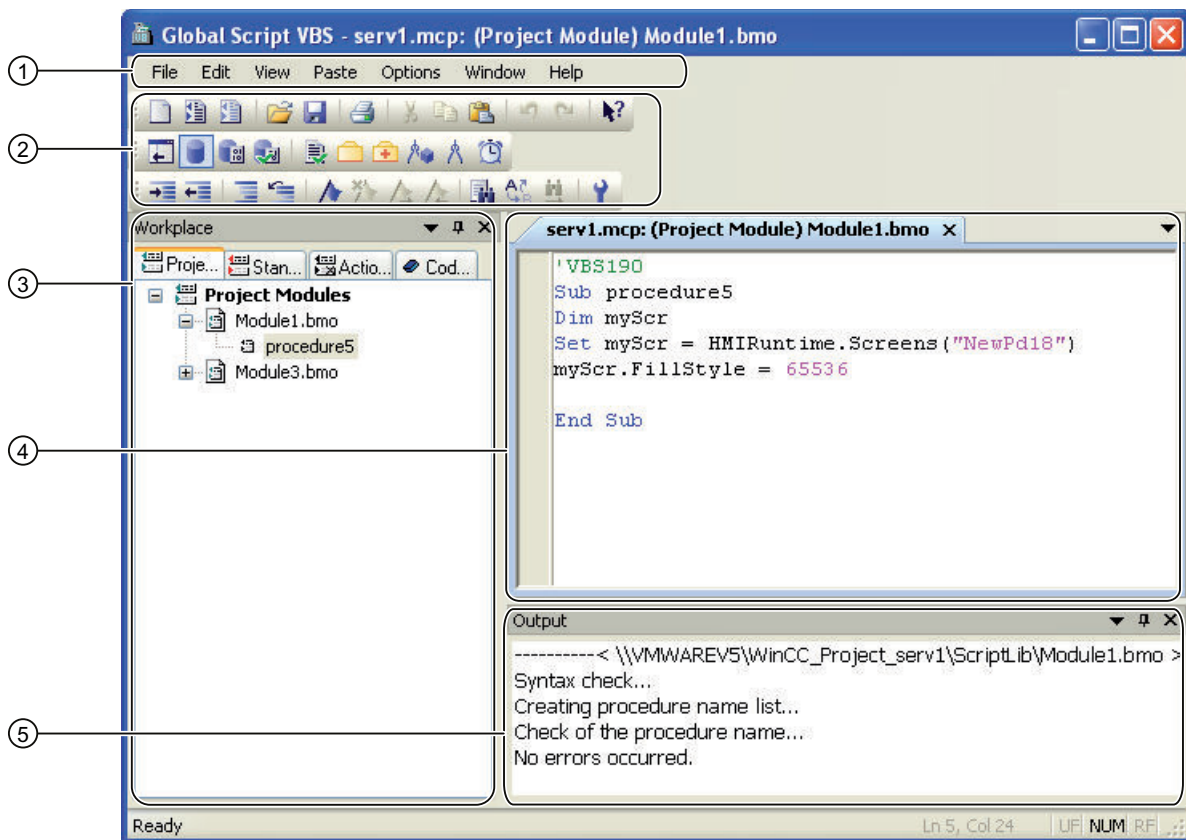 Global Script VBS - serv1.mcp: (Project Module) Module1.bmo
1
File Edit View Paste Options Window Help
2
3
Workplace
Proje... Stan... Actio... Cod...
Project Modules
Module1.bmo
procedure5
Module3.bmo
4
serv1.mcp: (Project Module) Module1.bmo x
'VBS190
Sub procedure5
Dim myScr
Set myScr = HMIRuntime.Screens("NewPd18")
myScr.FillStyle = 65536
End Sub
5
Output
----------< \\VMWAREV5\WinCC_Project_serv1\ScriptLib\Module1.bmo >
Syntax check...
Creating procedure name list...
Check of the procedure name...
No errors occurred.
Ready
Ln 5, Col 24 UF NUM RF